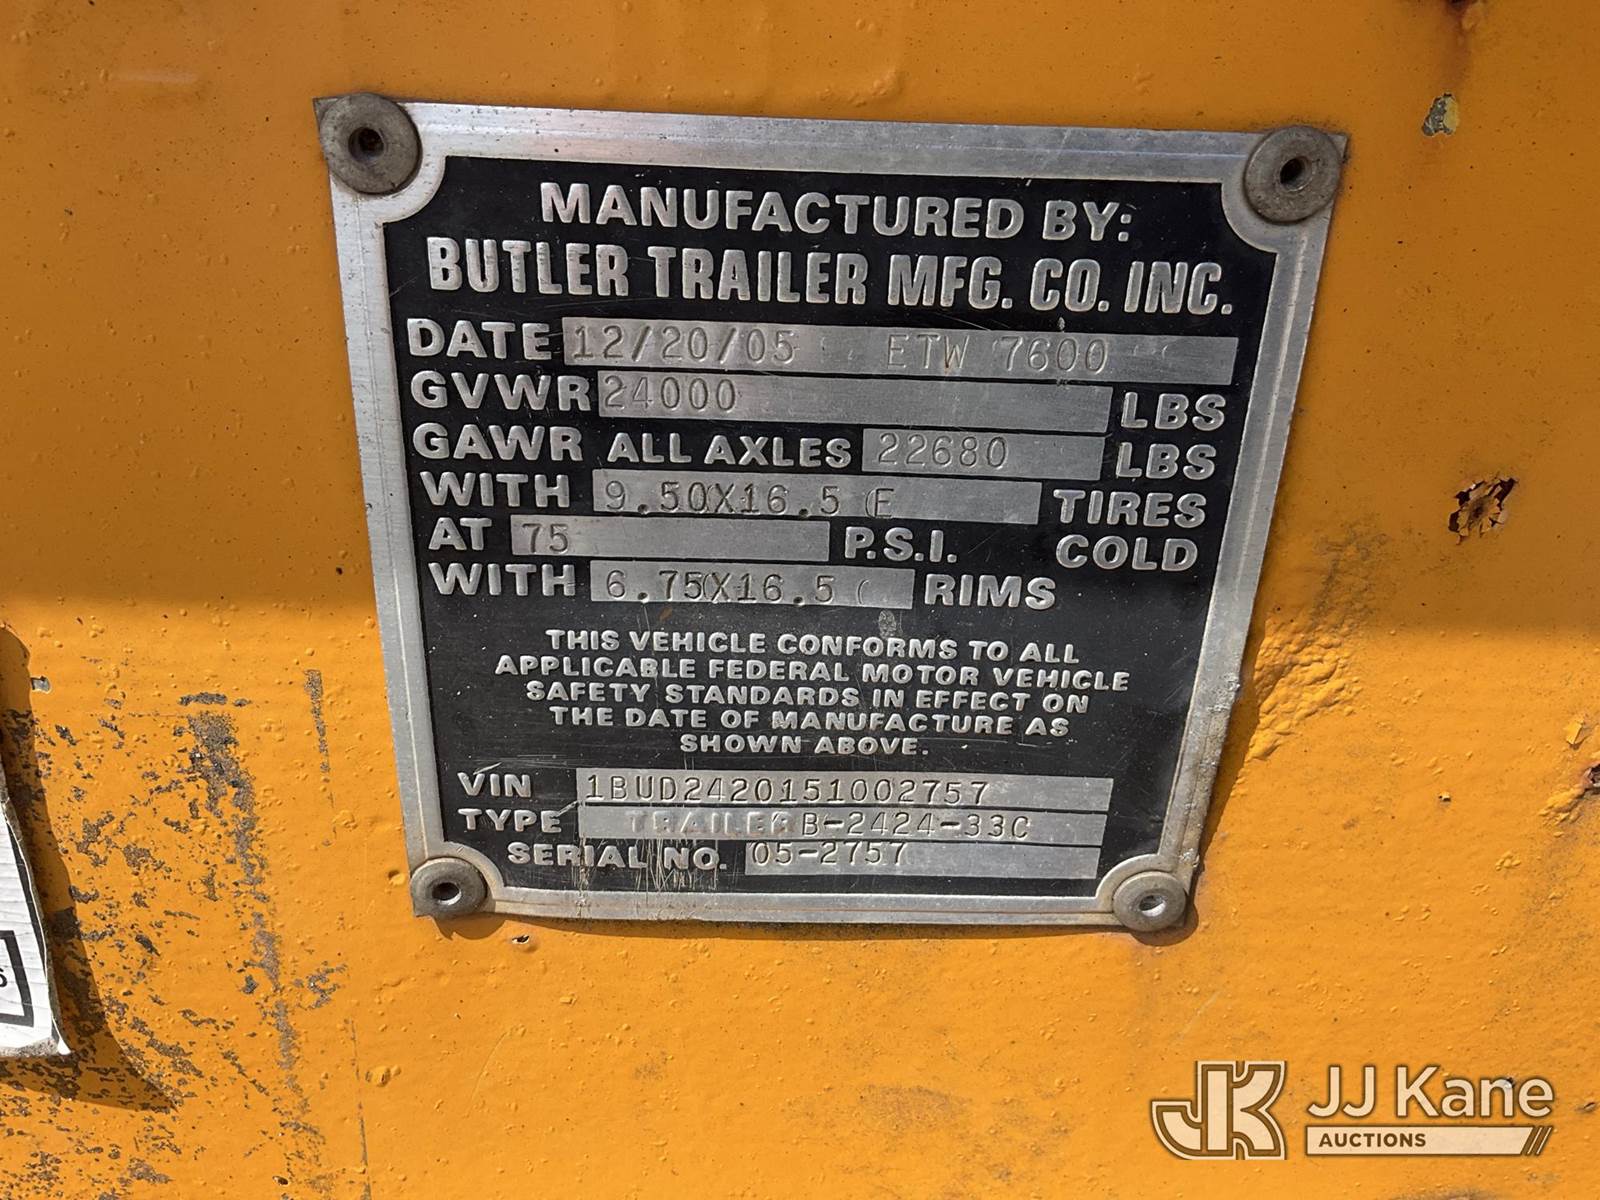 MANUFACTURED BY:
BUTLER TRAILER MFG. CO. INC.
DATE 12/20/05 ETW 7600
GVWR 24000 LBS
GAWR ALL AXLES 22680 LBS
WITH 9.50X16.5 (E TIRES
AT 75 P.S.I. COLD
WITH 6.75X16.5 ( RIMS
THIS VEHICLE CONFORMS TO ALL
APPLICABLE FEDERAL MOTOR VEHICLE
SAFETY STANDARDS IN EFFECT ON
THE DATE OF MANUFACTURE AS
SHOWN ABOVE.
VIN 1BUD2420151002757
TYPE TRAILER B-2424-33C
SERIAL NO. 05-2757
JK JJ Kane
AUCTIONS